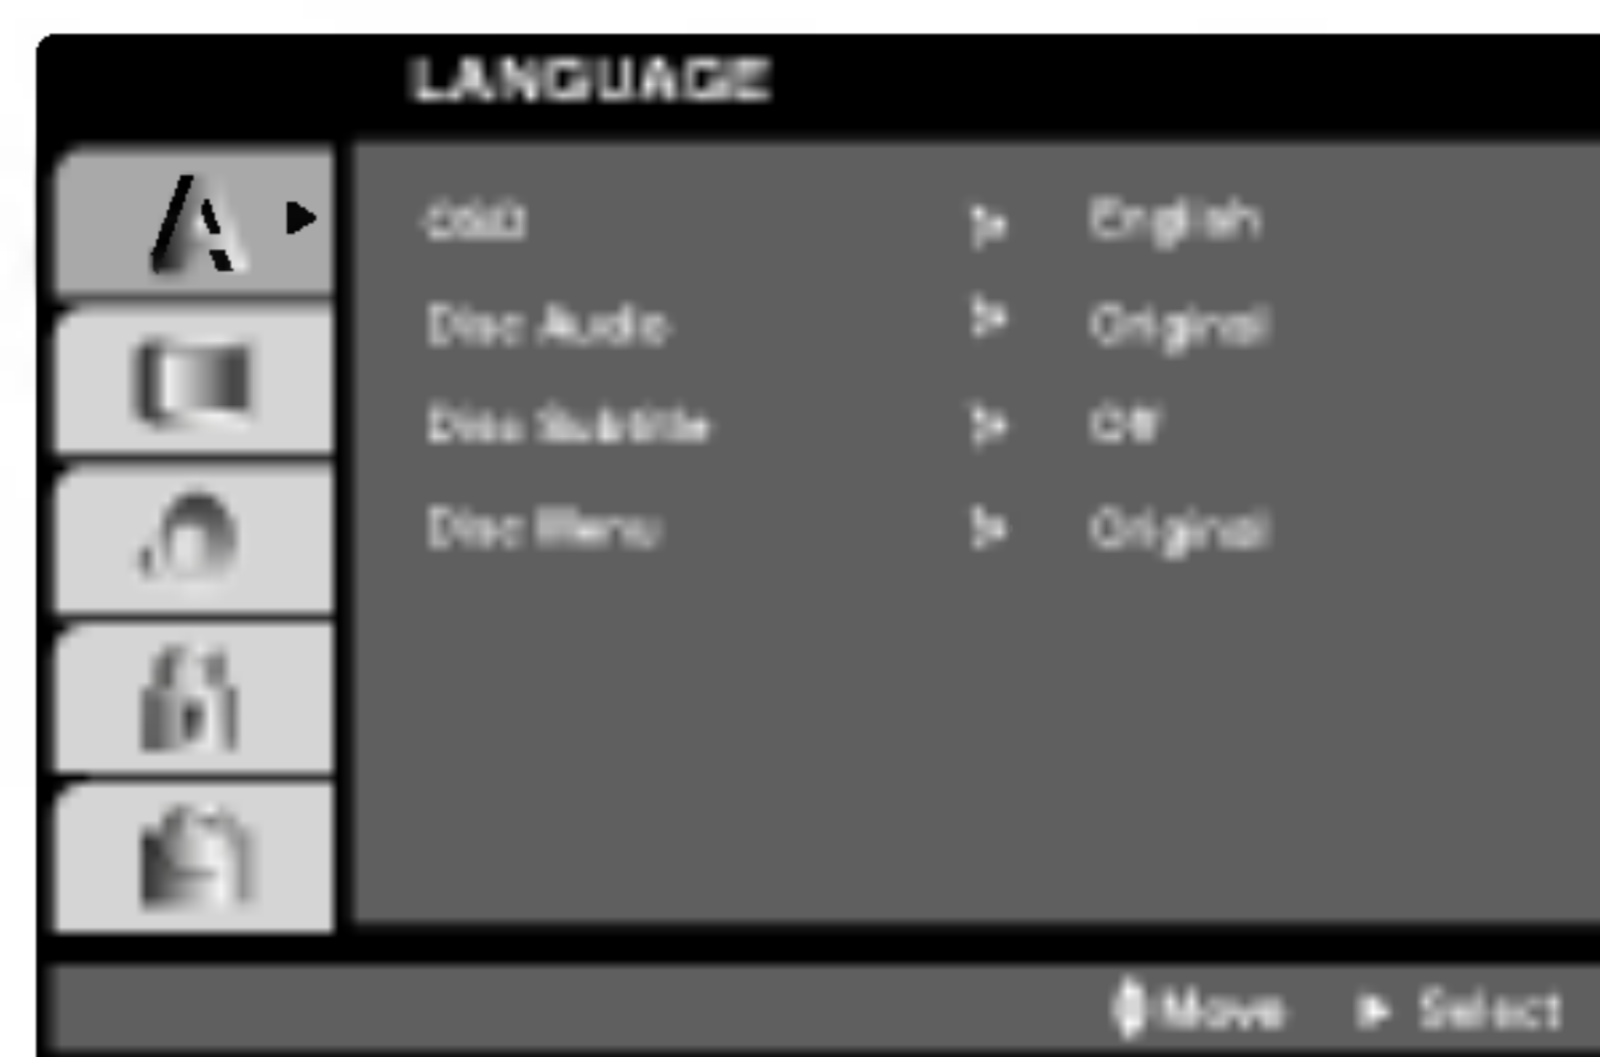 LANGUAGE
OSD English
Disc Audio Original
Disc Subtitle Off
Disc Menu Original
Move Select